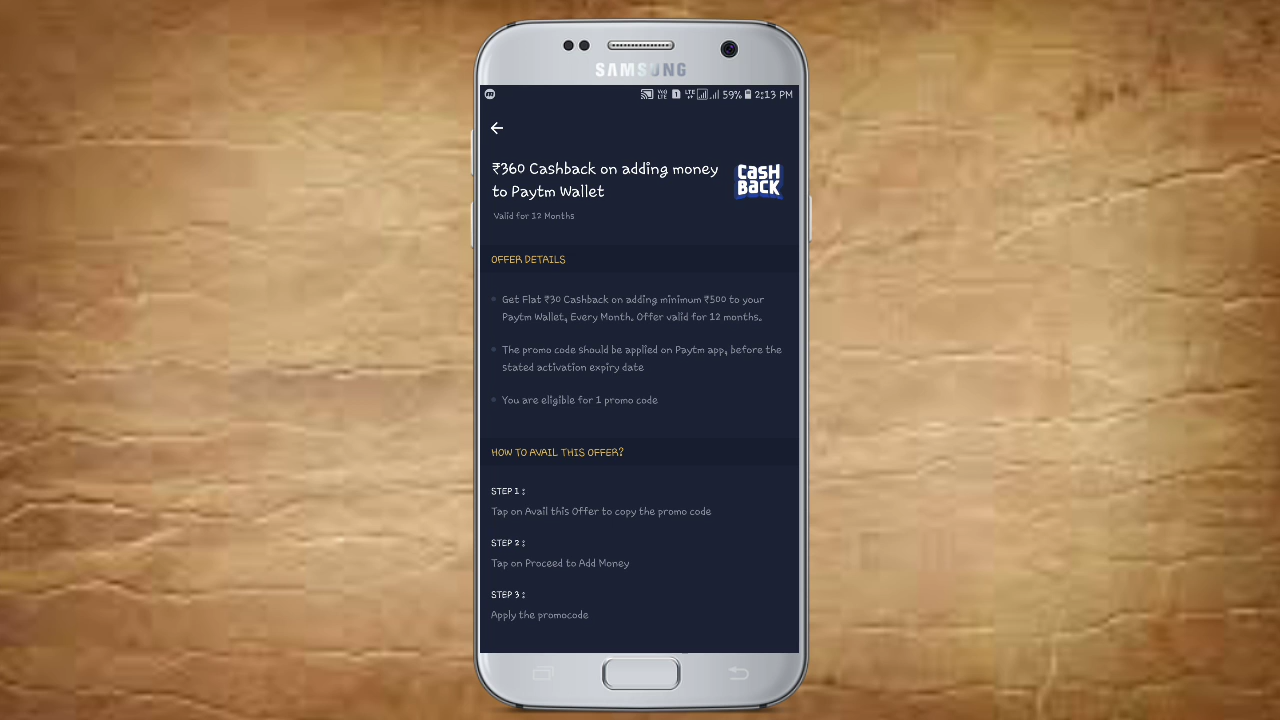 SAMSUNG
59% 2:13 PM
₹360 Cashback on adding money
to Paytm Wallet
CASH
BACK
Valid for 12 Months
OFFER DETAILS
Get Flat ₹30 Cashback on adding minimum ₹500 to your
Paytm Wallet, Every Month. Offer valid for 12 months.
The promo code should be applied on Paytm app, before the
stated activation expiry date
You are eligible for 1 promo code
HOW TO AVAIL THIS OFFER?
STEP 1 :
Tap on Avail this Offer to copy the promo code
STEP 2 :
Tap on Proceed to Add Money
STEP 3 :
Apply the promocode